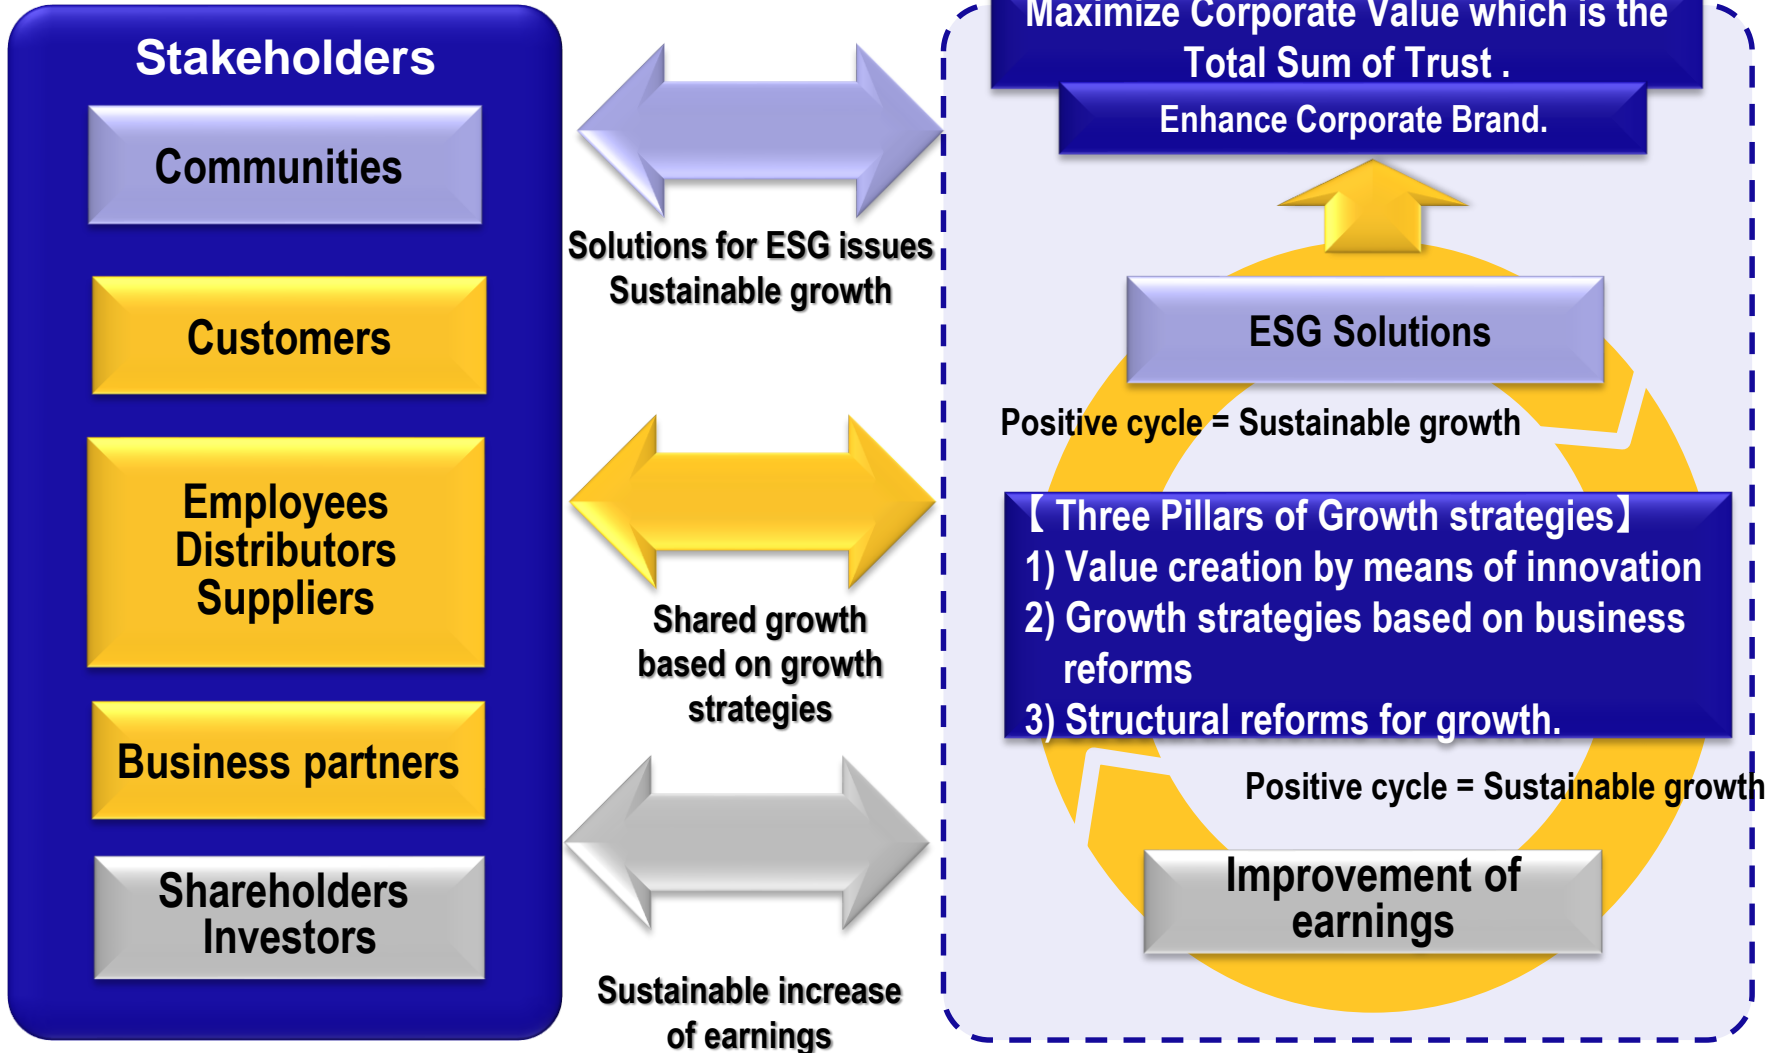 Stakeholders
Communities
Customers
Employees
Distributors
Suppliers
Business partners
Shareholders
Investors
Solutions for ESG issues
Sustainable growth
Shared growth
based on growth
strategies
Sustainable increase
of earnings
Maximize Corporate Value which is the
Total Sum of Trust .
Enhance Corporate Brand.
ESG Solutions
Positive cycle = Sustainable growth
【 Three Pillars of Growth strategies】
1) Value creation by means of innovation
2) Growth strategies based on business
reforms
3) Structural reforms for growth.
Positive cycle = Sustainable growth
Improvement of
earnings